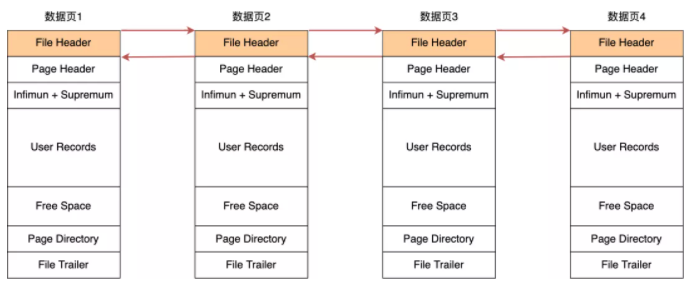 数据页1 数据页2 数据页3 数据页4
File Header File Header File Header File Header
Page Header Page Header Page Header Page Header
Infimun + Supremum Infimun + Supremum Infimun + Supremum Infimun + Supremum
User Records User Records User Records User Records
Free Space Free Space Free Space Free Space
Page Directory Page Directory Page Directory Page Directory
File Trailer File Trailer File Trailer File Trailer